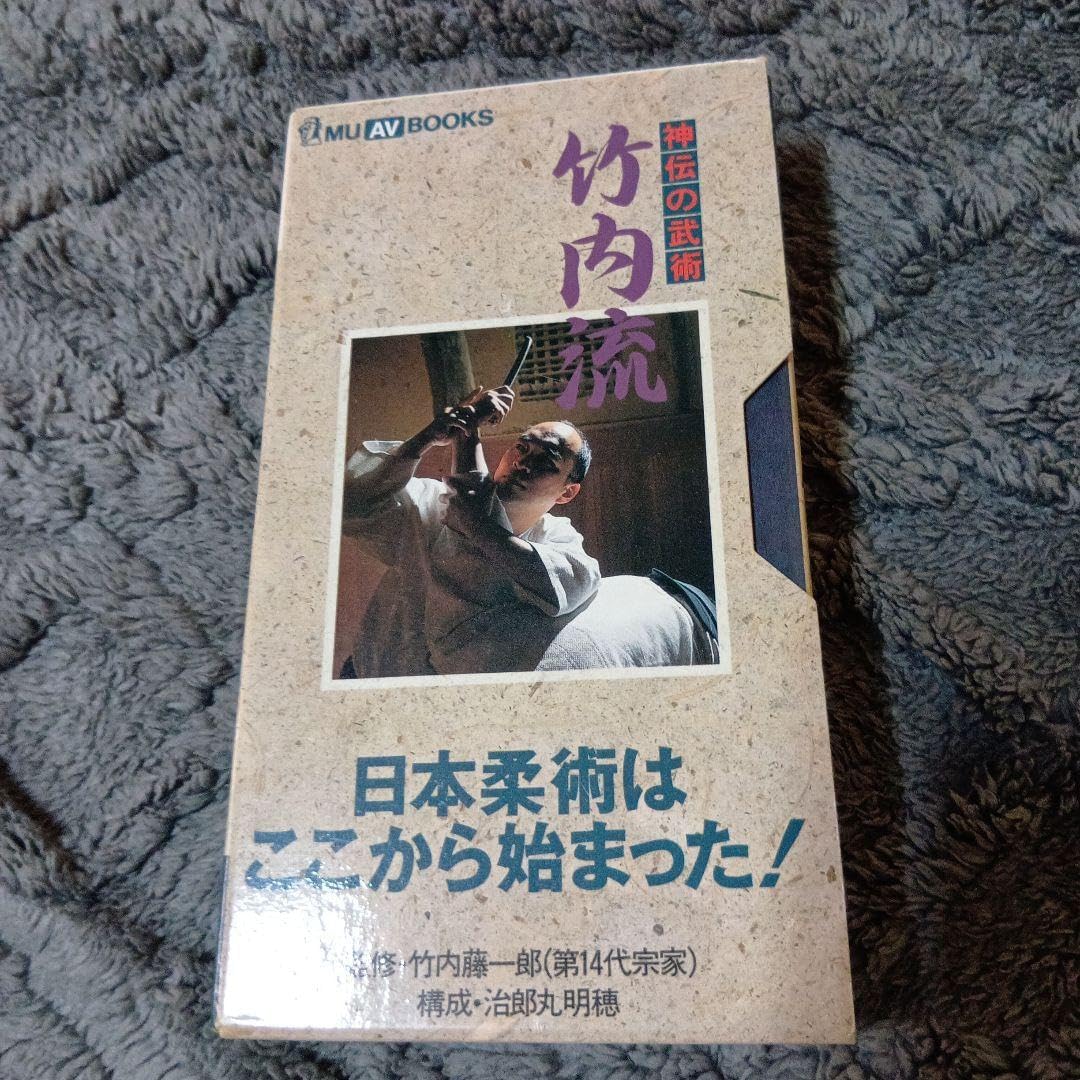 MU AV BOOKS
神伝の武術
竹内流
日本柔術は
ここから始まった!
修・竹内藤一郎(第14代宗家)
構成・治郎丸明穂